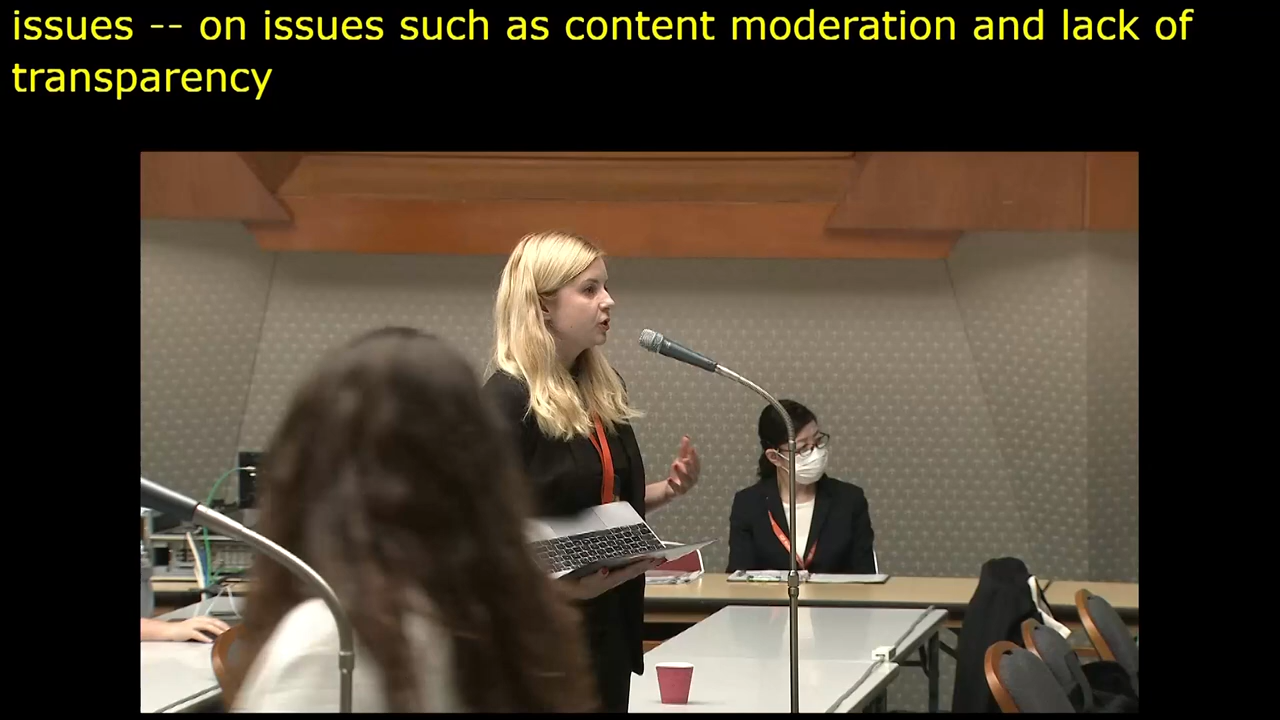 issues -- on issues such as content moderation and lack of
transparency